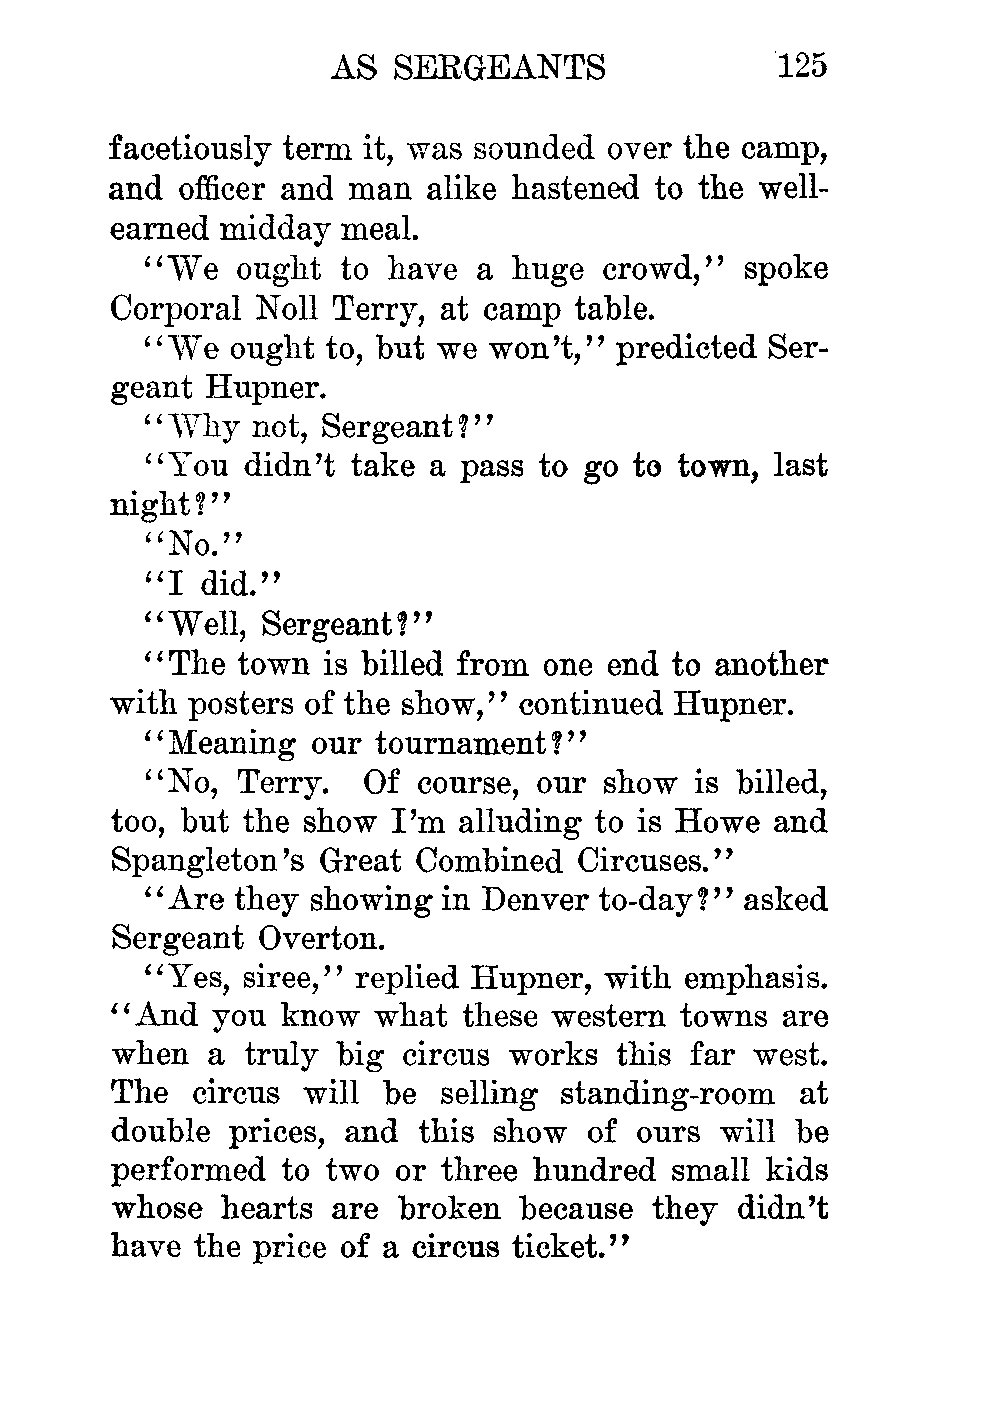 AS SERGEANTS 125
facetiously term it, was sounded over the camp,
and officer and man alike hastened to the well-
earned midday meal.
“We ought to have a huge crowd,” spoke
Corporal Noll Terry, at camp table.
“We ought to, but we won’t,” predicted Ser-
geant Hupner.
“Why not, Sergeant?”
“You didn’t take a pass to go to town, last
night?”
“No.”
“I did.”
“Well, Sergeant?”
“The town is billed from one end to another
with posters of the show,” continued Hupner.
“Meaning our tournament?”
“No, Terry. Of course, our show is billed,
too, but the show I’m alluding to is Howe and
Spangleton’s Great Combined Circuses.”
“Are they showing in Denver to-day?” asked
Sergeant Overton.
“Yes, siree,” replied Hupner, with emphasis.
“And you know what these western towns are
when a truly big circus works this far west.
The circus will be selling standing-room at
double prices, and this show of ours will be
performed to two or three hundred small kids
whose hearts are broken because they didn’t
have the price of a circus ticket.”